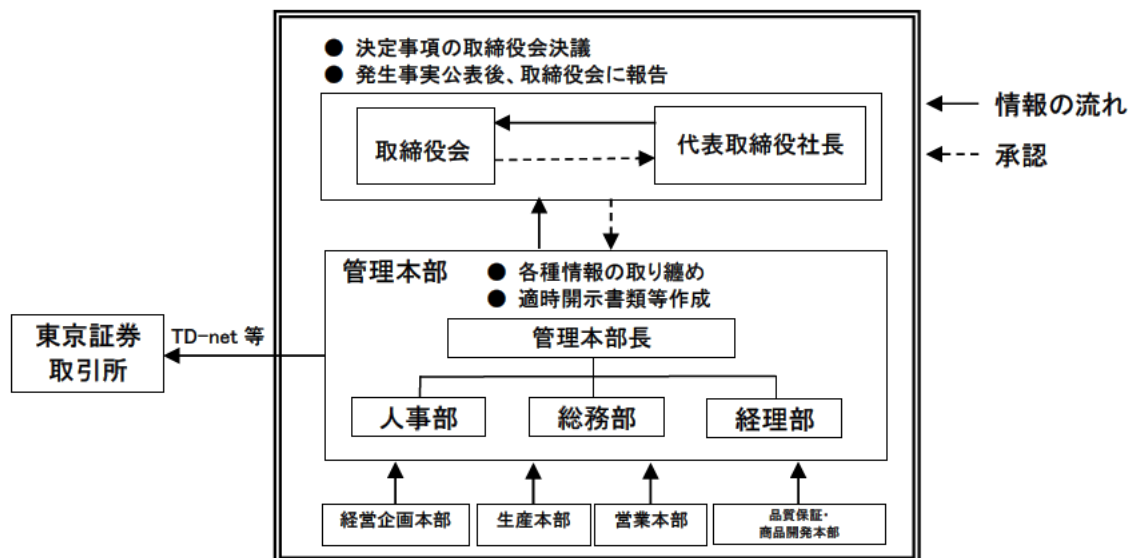 ● 決定事項の取締役会決議
● 発生事実公表後、取締役会に報告
取締役会
代表取締役社長
情報の流れ
承認
管理本部
● 各種情報の取り纏め
● 適時開示書類等作成
管理本部長
人事部
総務部
経理部
東京証券
取引所
TD-net 等
経営企画本部
生産本部
営業本部
品質保証・
商品開発本部